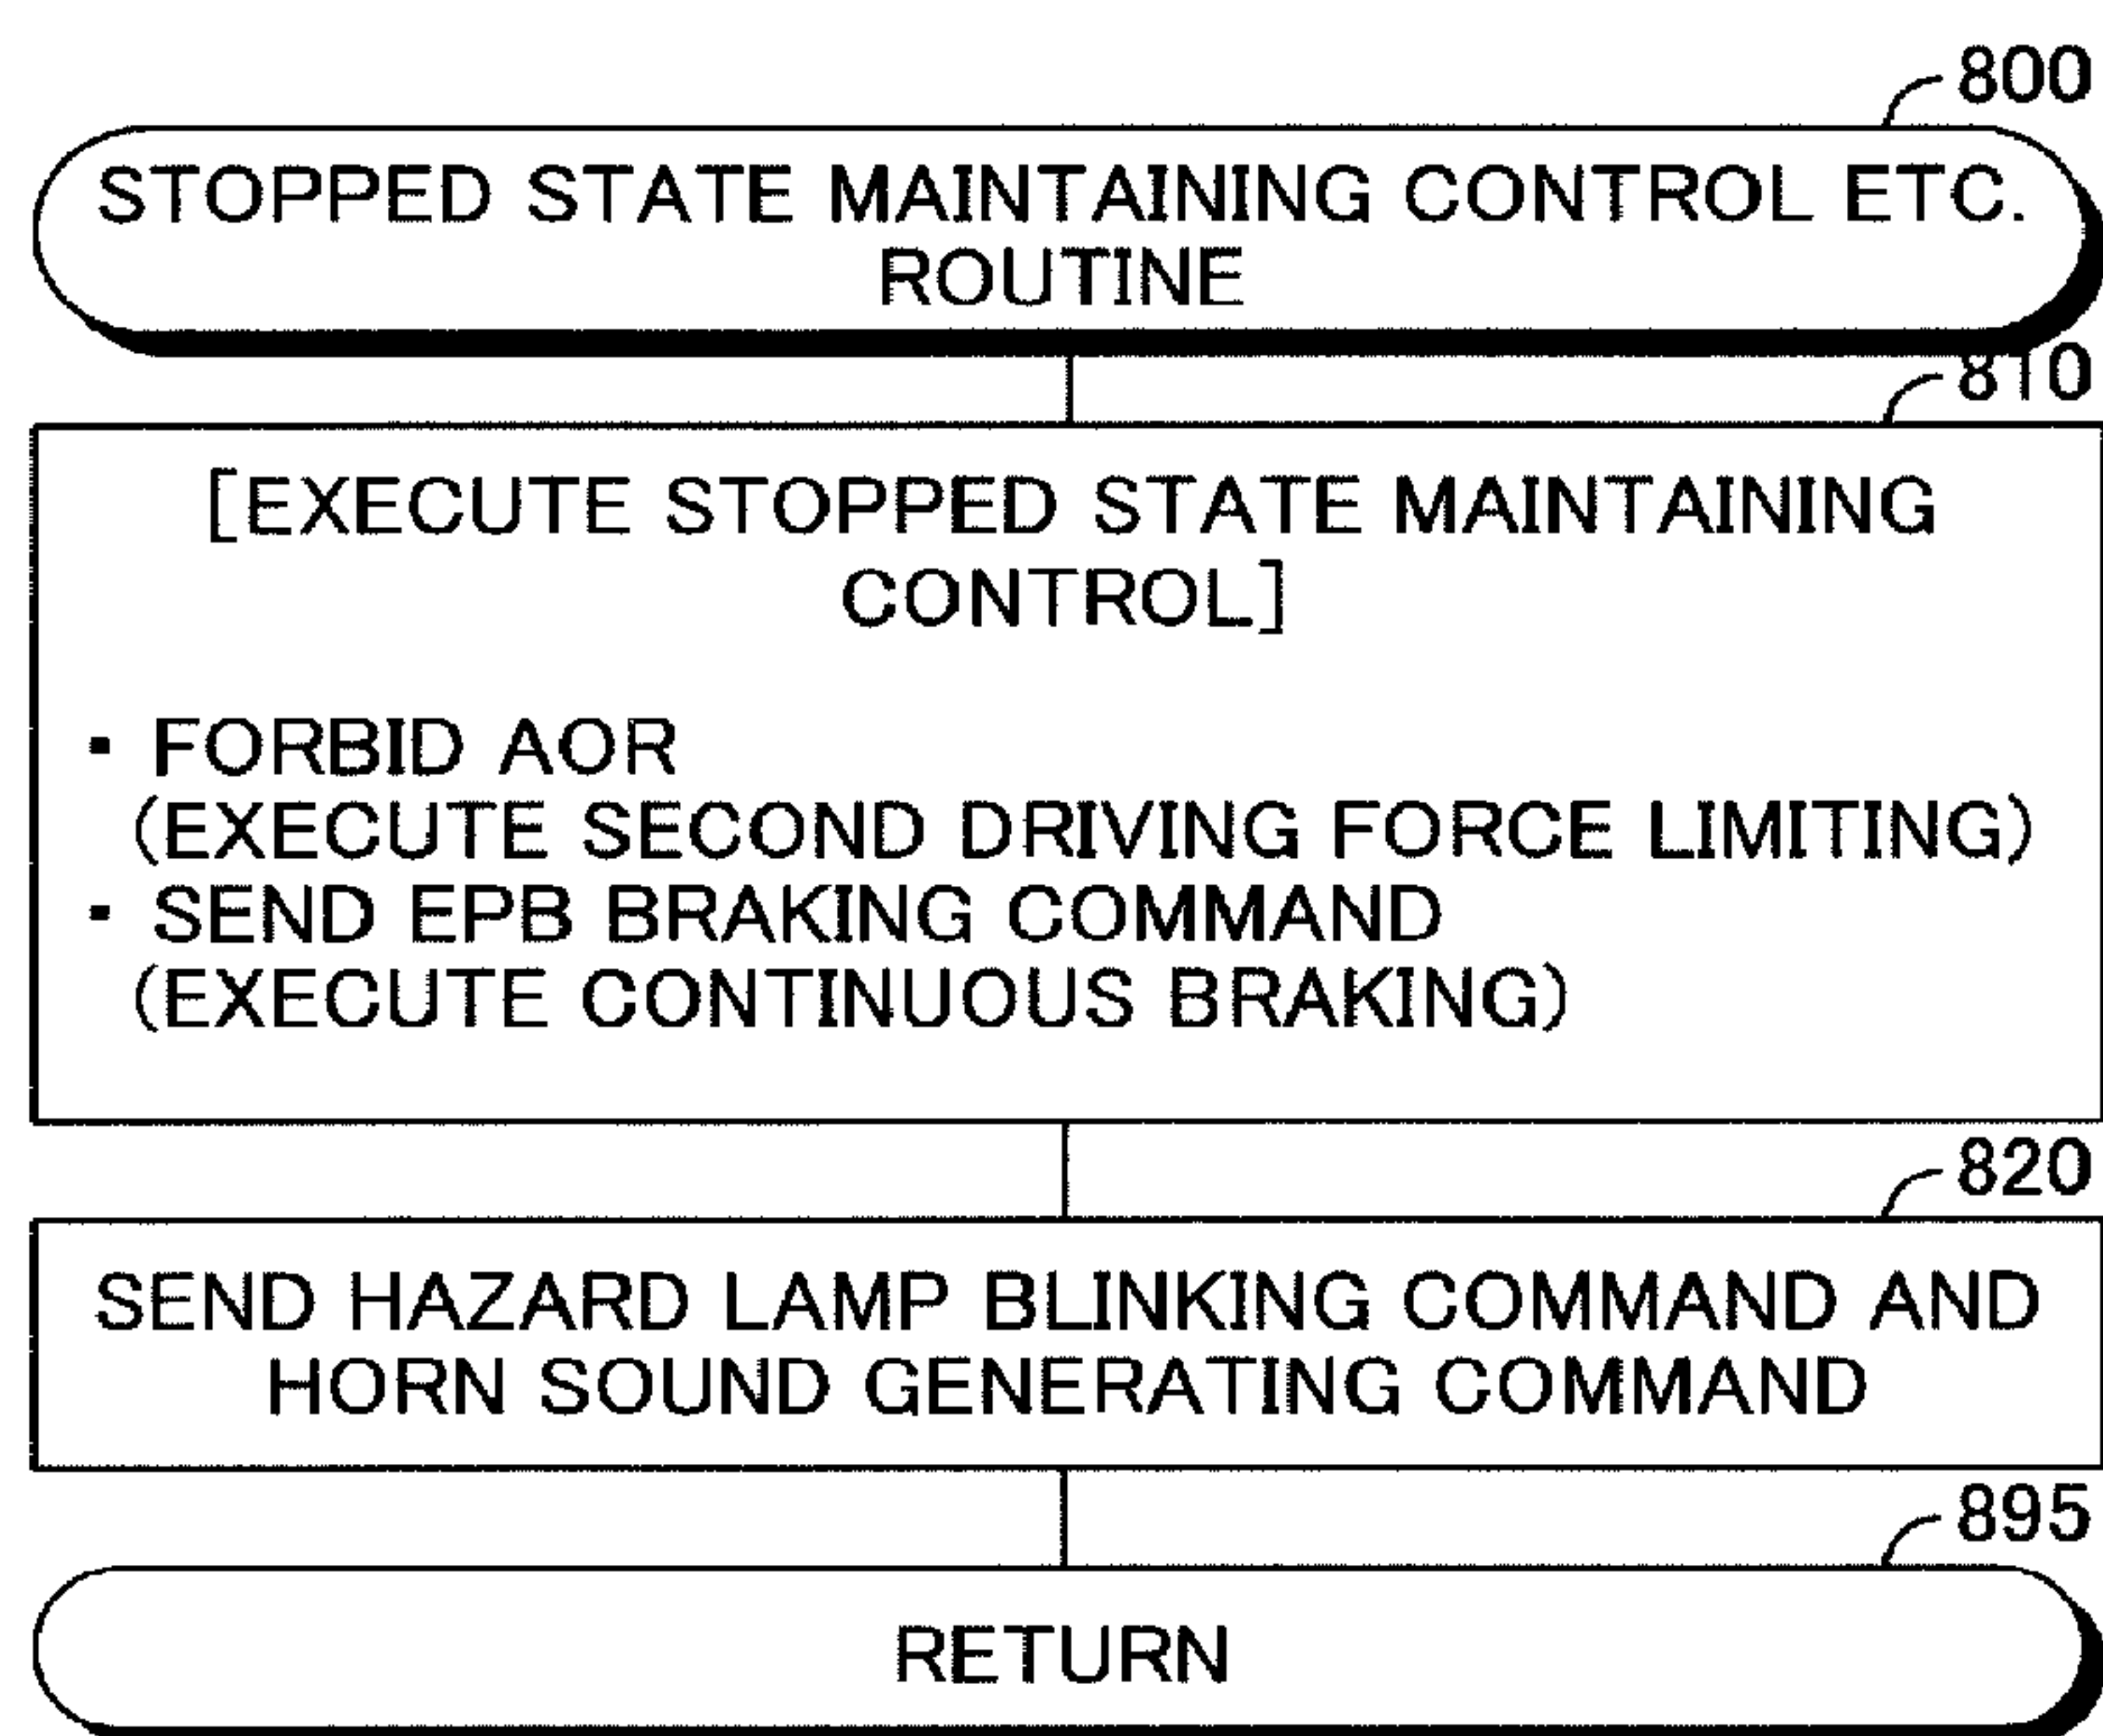 800
STOPPED STATE MAINTAINING CONTROL ETC.
ROUTINE
810
[EXECUTE STOPPED STATE MAINTAINING
CONTROL]
▪ FORBID AOR
(EXECUTE SECOND DRIVING FORCE LIMITING)
▪ SEND EPB BRAKING COMMAND
(EXECUTE CONTINUOUS BRAKING)
820
SEND HAZARD LAMP BLINKING COMMAND AND
HORN SOUND GENERATING COMMAND
895
RETURN